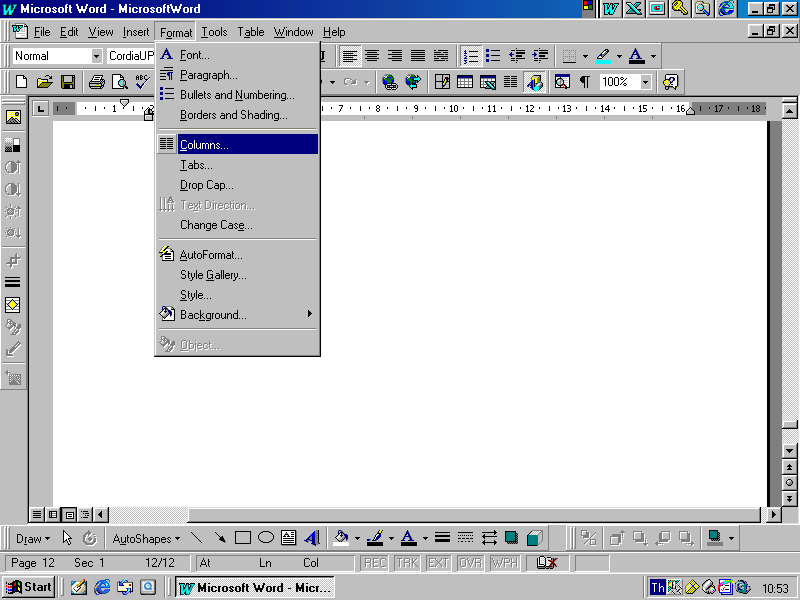 Microsoft Word - MicrosoftWord
File Edit View Insert Format Tools Table Window Help
Normal CordiaUP
Font...
Paragraph...
Bullets and Numbering...
Borders and Shading...
Columns...
Tabs...
Drop Cap...
Text Direction...
Change Case...
AutoFormat...
Style Gallery...
Style...
Background...
Object...
100%
1 7 8 9 10 11 12 13 14 15 16 17 18
Draw AutoShapes
Page 12 Sec 1 12/12 At Ln Col REC TRK EXT OVR WPH
Start Microsoft Word - Micr... Th 10:53